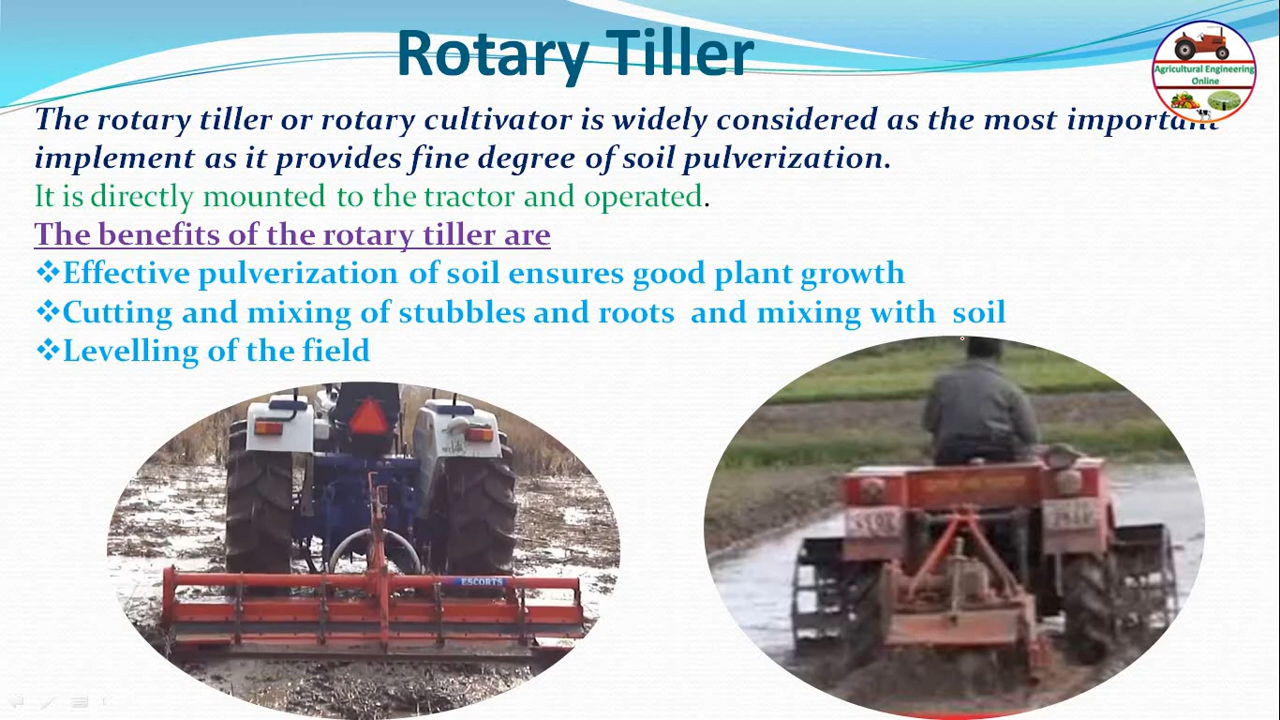 Rotary Tiller
Agricultural Engineering
Online
The rotary tiller or rotary cultivator is widely considered as the most important
implement as it provides fine degree of soil pulverization.
It is directly mounted to the tractor and operated.
The benefits of the rotary tiller are
❖Effective pulverization of soil ensures good plant growth
❖Cutting and mixing of stubbles and roots and mixing with soil
❖Levelling of the field
ESCORTS